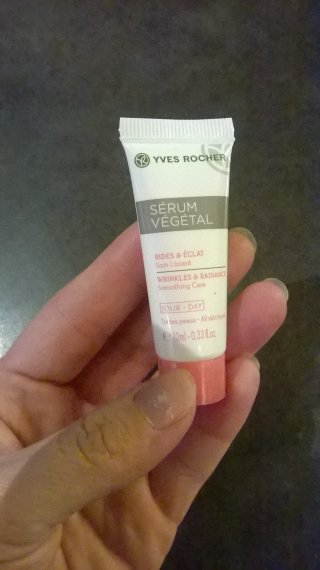 YVES ROCHER
SÉRUM
VÉGÉTAL
RIDES & ÉCLAT
Soin Lissant
WRINKLES & RADIANCE
Smoothing Care
JOUR - DAY
peaux - All skin types
10ml - 0.33 fl.oz.